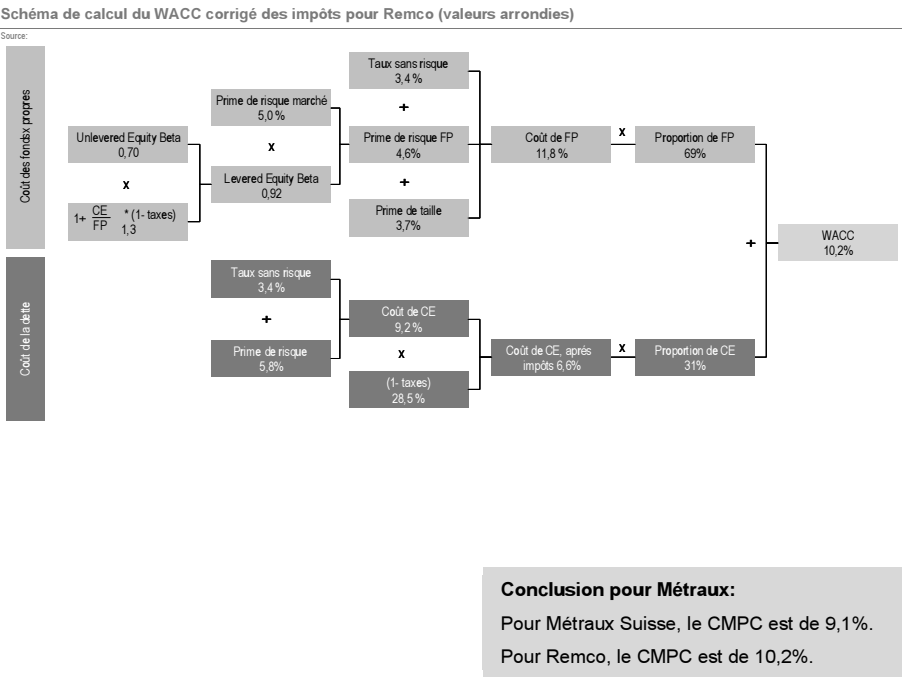 Schéma de calcul du WACC corrigé des impôts pour Remco (valeurs arrondies)
Source:
Coût des fondsx propres
Unlevered Equity Beta
0,70
x
1+ CE/FP * (1- taxes)
1,3
Prime de risque marché
5,0 %
x
Levered Equity Beta
0,92
Taux sans risque
3,4 %
+
Prime de risque FP
4,6%
+
Prime de taille
3,7%
Coût de FP
11,8 %
x
Proportion de FP
69%
+
WACC
10,2%
Coût de la dette
Taux sans risque
3,4 %
+
Prime de risque
5,8%
Coût de CE
9,2 %
x
(1- taxes)
28,5 %
Coût de CE, aprés
impôts 6,6%
x
Proportion de CE
31%
Conclusion pour Métraux:
Pour Métraux Suisse, le CMPC est de 9,1%.
Pour Remco, le CMPC est de 10,2%.